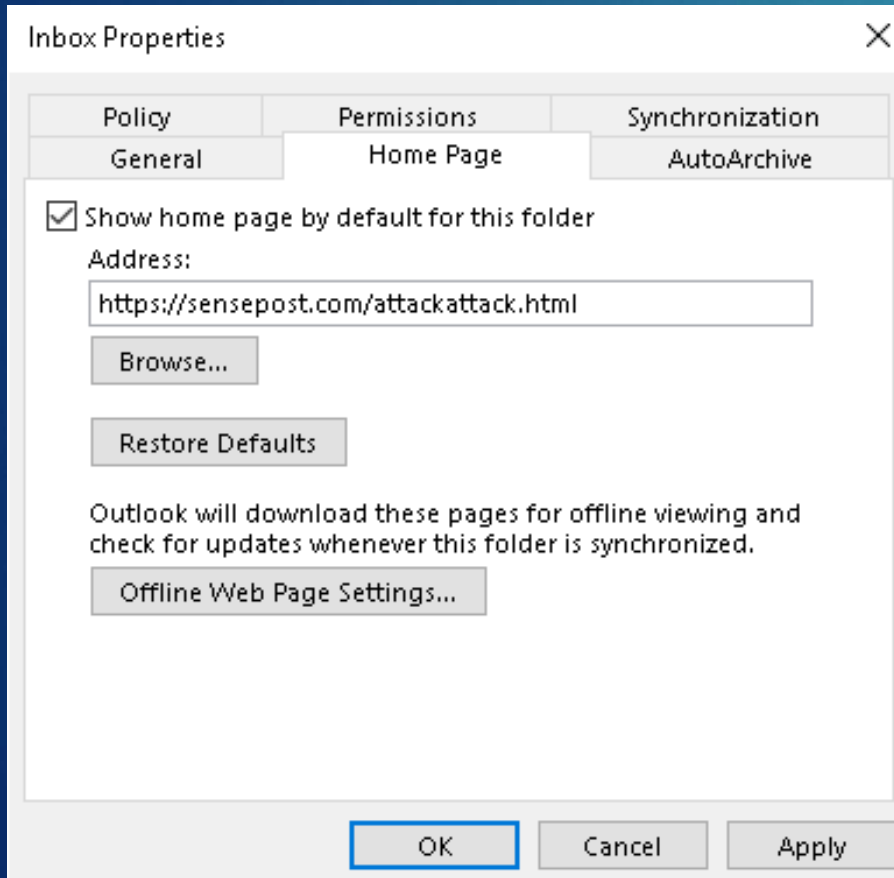 Inbox Properties
Policy Permissions Synchronization
General Home Page AutoArchive
Show home page by default for this folder
Address:
https://sensepost.com/attackattack.html
Browse...
Restore Defaults
Outlook will download these pages for offline viewing and
check for updates whenever this folder is synchronized.
Offline Web Page Settings...
OK Cancel Apply